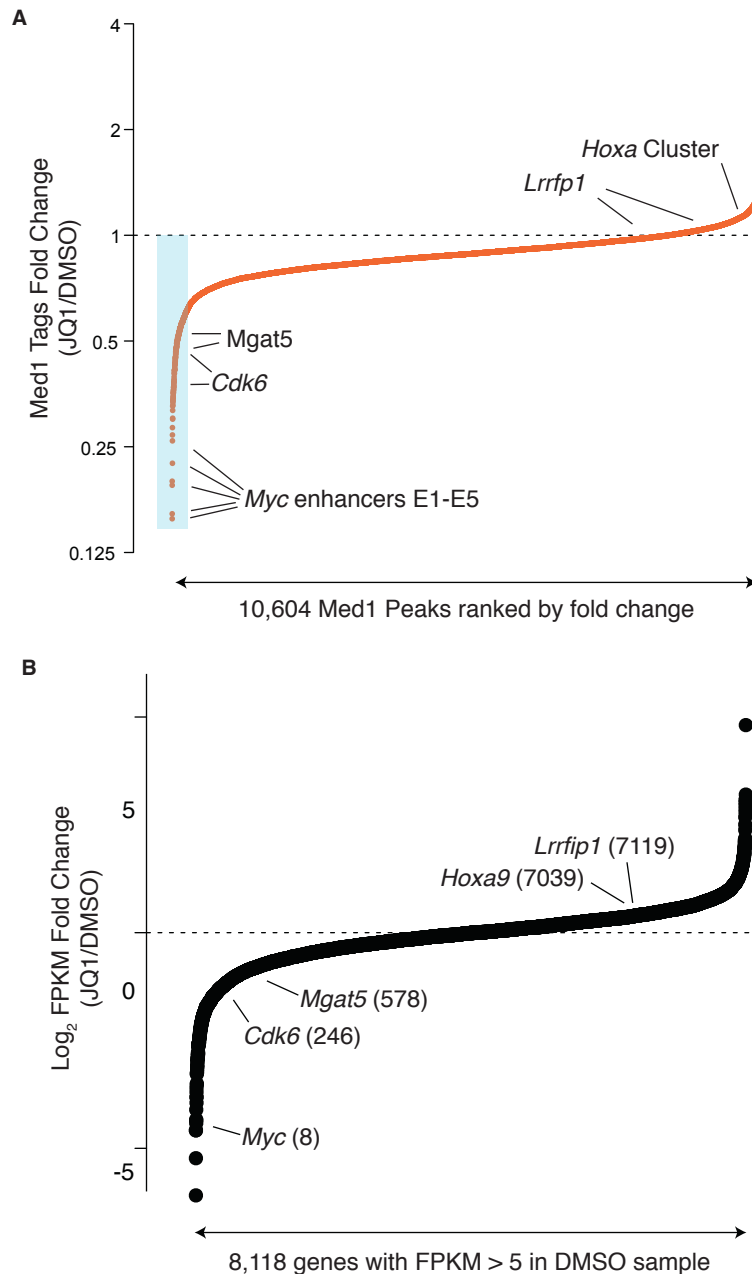 A
4
2
1
0.5
0.25
0.125
Med1 Tags Fold Change
(JQ1/DMSO)
Hoxa Cluster
Lrrfp1
Mgat5
Cdk6
Myc enhancers E1-E5
10,604 Med1 Peaks ranked by fold change
B
5
0
-5
Log2 FPKM Fold Change
(JQ1/DMSO)
Lrrfip1 (7119)
Hoxa9 (7039)
Mgat5 (578)
Cdk6 (246)
Myc (8)
8,118 genes with FPKM > 5 in DMSO sample